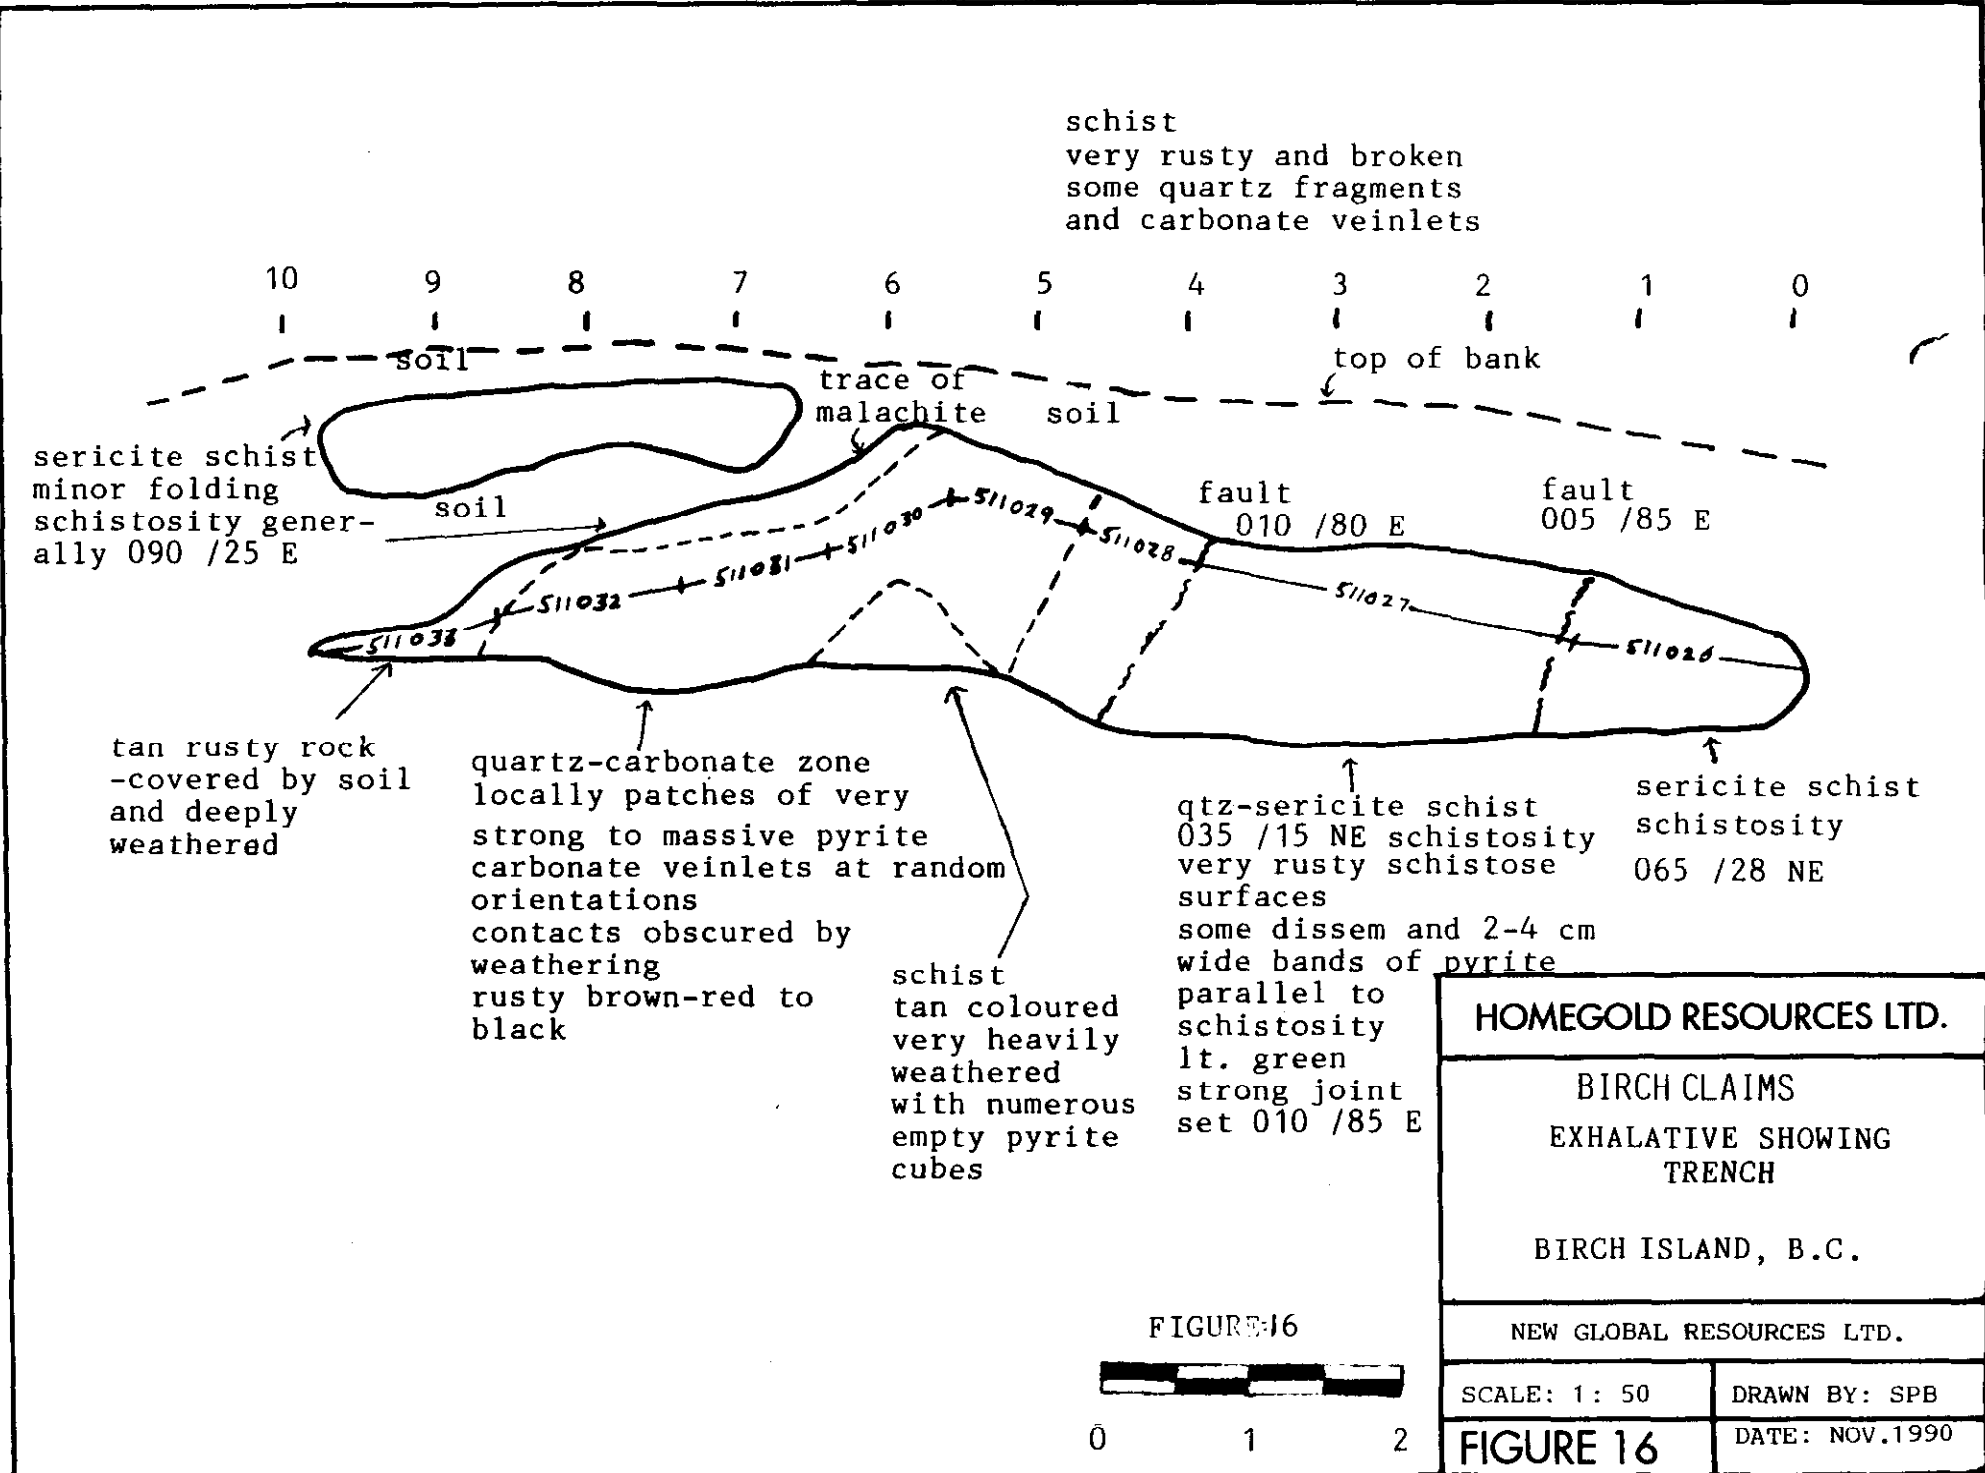 schist
very rusty and broken
some quartz fragments
and carbonate veinlets
10 9 8 7 6 5 4 3 2 1 0
soil
top of bank
trace of
malachite
soil
sericite schist
minor folding
schistosity gener-
ally 090 /25 E
soil
fault
010 /80 E
fault
005 /85 E
511033
511032
511031
511030
511029
511028
511027
511026
tan rusty rock
-covered by soil
and deeply
weathered
quartz-carbonate zone
locally patches of very
strong to massive pyrite
carbonate veinlets at random
orientations
contacts obscured by
weathering
rusty brown-red to
black
schist
tan coloured
very heavily
weathered
with numerous
empty pyrite
cubes
qtz-sericite schist
035 /15 NE schistosity
very rusty schistose
surfaces
some dissem and 2-4 cm
wide bands of pyrite
parallel to
schistosity
lt. green
strong joint
set 010 /85 E
sericite schist
schistosity
065 /28 NE
HOMEGOLD RESOURCES LTD.
BIRCH CLAIMS
EXHALATIVE SHOWING
TRENCH
BIRCH ISLAND, B.C.
NEW GLOBAL RESOURCES LTD.
SCALE: 1: 50
DRAWN BY: SPB
FIGURE 16
DATE: NOV.1990
FIGURE 16
0 1 2